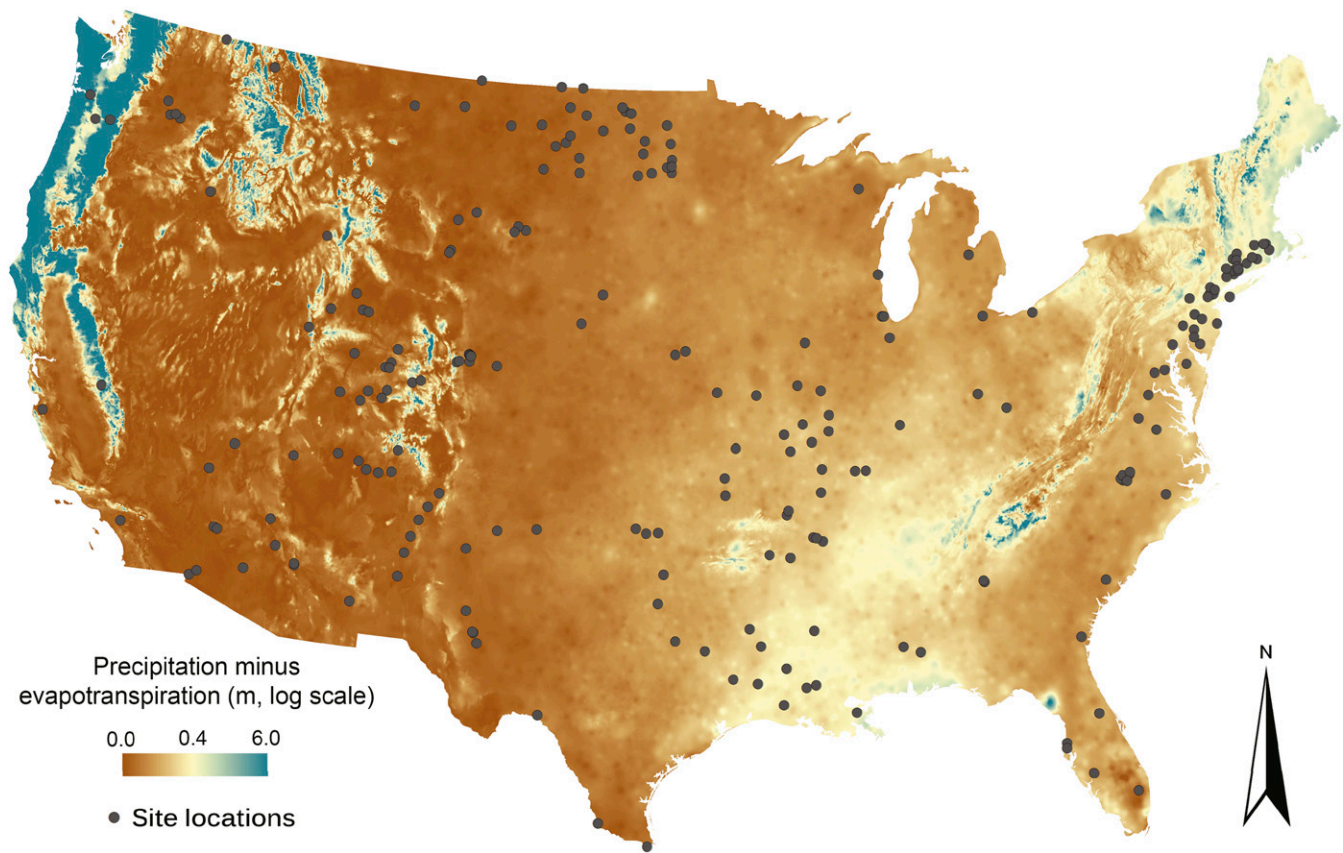 N
Precipitation minus
evapotranspiration (m, log scale)
0.0 0.4 6.0
Site locations